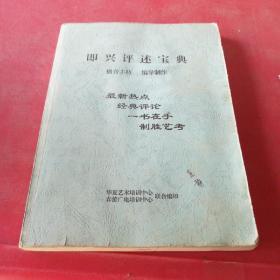 即兴评述宝典
播音主持 编导制作
最新热点
经典评论
一书在手
制胜艺考
华夏艺术培训中心
广电培训中心 联合编印